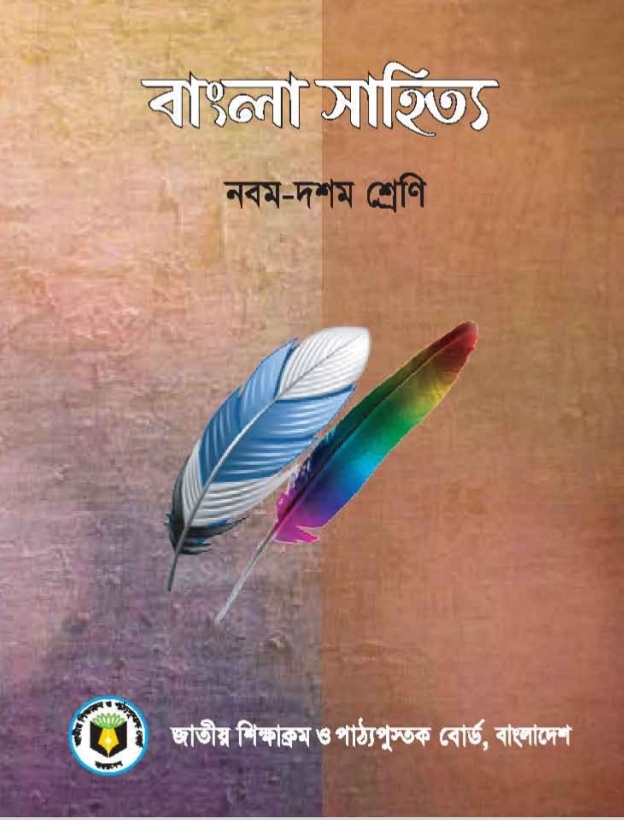 বাংলা সাহিত্য
নবম-দশম শ্রেণি
জাতীয় শিক্ষাক্রম ও পাঠ্যপুস্তক বোর্ড, বাংলাদেশ